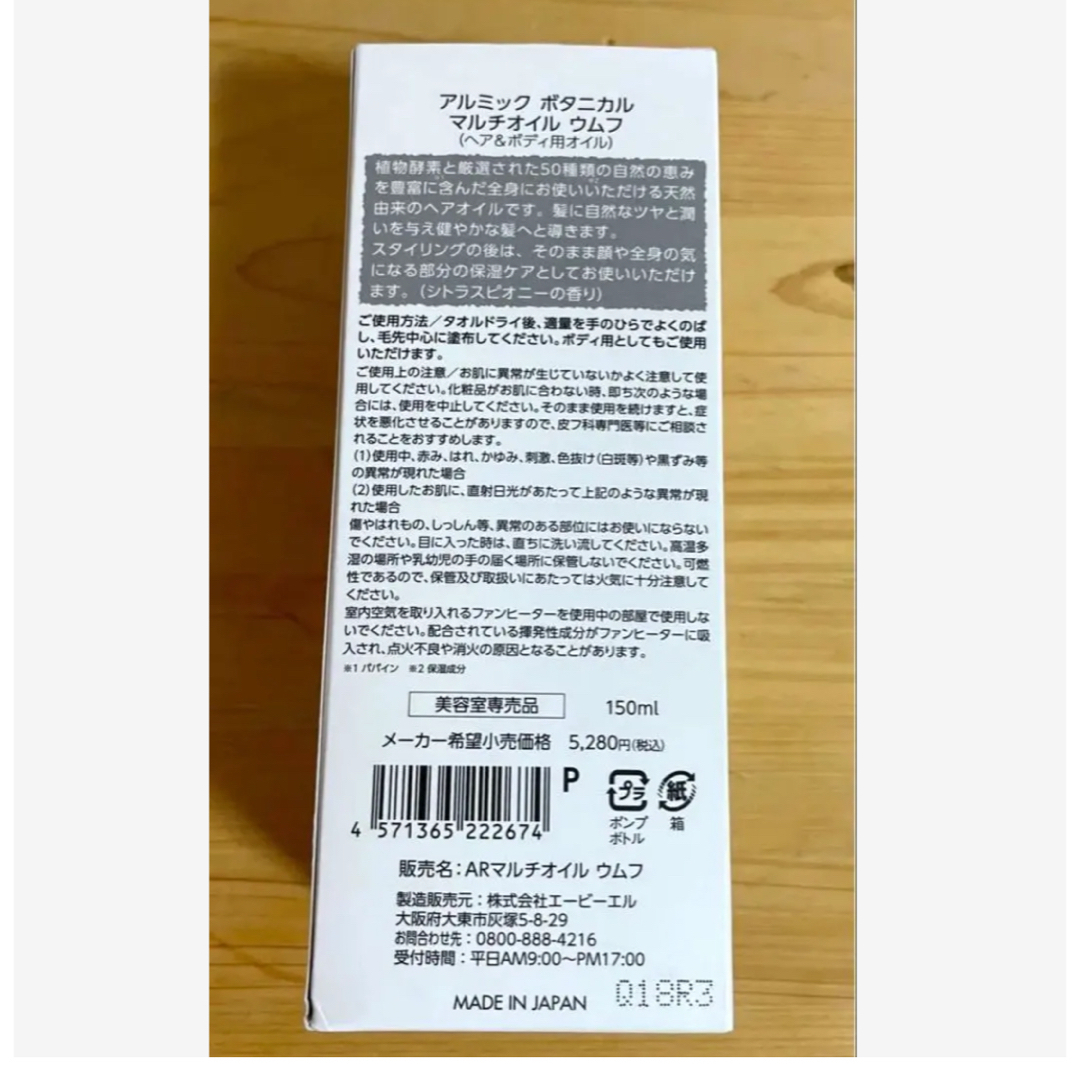 アルミック ボタニカル
マルチオイル ウムフ
(ヘア&ボディ用オイル)
植物酵素と厳選された50種類の自然の恵み
を豊富に含んだ全身にお使いいただける天然
由来のヘアオイルです。髪に自然なツヤと潤
いを与え健やかな髪へと導きます。
スタイリングの後は、そのまま顔や全身の気
になる部分の保湿ケアとしてお使いいただけ
ます。(シトラスピオニーの香り)
ご使用方法/タオルドライ後、適量を手のひらでよくのば
し、毛先中心に塗布してください。ボディ用としてもご使用
いただけます。
ご使用上の注意/お肌に異常が生じていないかよく注意して使
用してください。化粧品がお肌に合わない時、即ち次のような場
合には、使用を中止してください。そのまま使用を続けますと、症
状を悪化させることがありますので、皮フ科専門医等にご相談さ
れることをおすすめします。
(1)使用中、赤み、はれ、かゆみ、刺激、色抜け(白斑等)や黒ずみ等
の異常が現れた場合
(2)使用したお肌に、直射日光があたって上記のような異常が現
れた場合
傷やはれもの、しっしん等、異常のある部位にはお使いにならない
でください。目に入った時は、直ちに洗い流してください。高温多
湿の場所や乳幼児の手の届く場所に保管しないでください。可燃
性であるので、保管及び取扱いにあたっては火気に十分注意して
ください。
室内空気を取り入れるファンヒーターを使用中の部屋で使用しな
いでください。配合されている揮発性成分がファンヒーターに吸
入され、点火不良や消火の原因となることがあります。
※1 パパイン ※2 保湿成分
美容室専売品 150ml
メーカー希望小売価格 5,280円(税込)
P
プラ 紙
ポンプ 箱
ボトル
4 571365 222674
販売名:ARマルチオイル ウムフ
製造販売元:株式会社エービーエル
大阪府大東市灰塚5-8-29
お問合わせ先:0800-888-4216
受付時間:平日AM9:00〜PM17:00
MADE IN JAPAN Q18R3